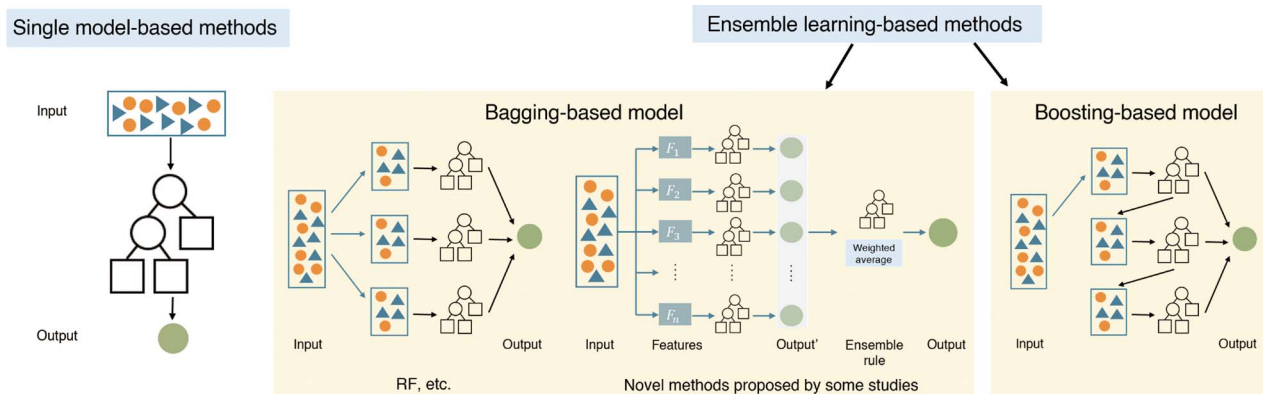 Single model-based methods
Ensemble learning-based methods
Input
Output
Bagging-based model
Input
Output
RF, etc.
F₁
F₂
F₃
Fₙ
Weighted
average
Input
Features
Output'
Ensemble
rule
Output
Novel methods proposed by some studies
Boosting-based model
Input
Output